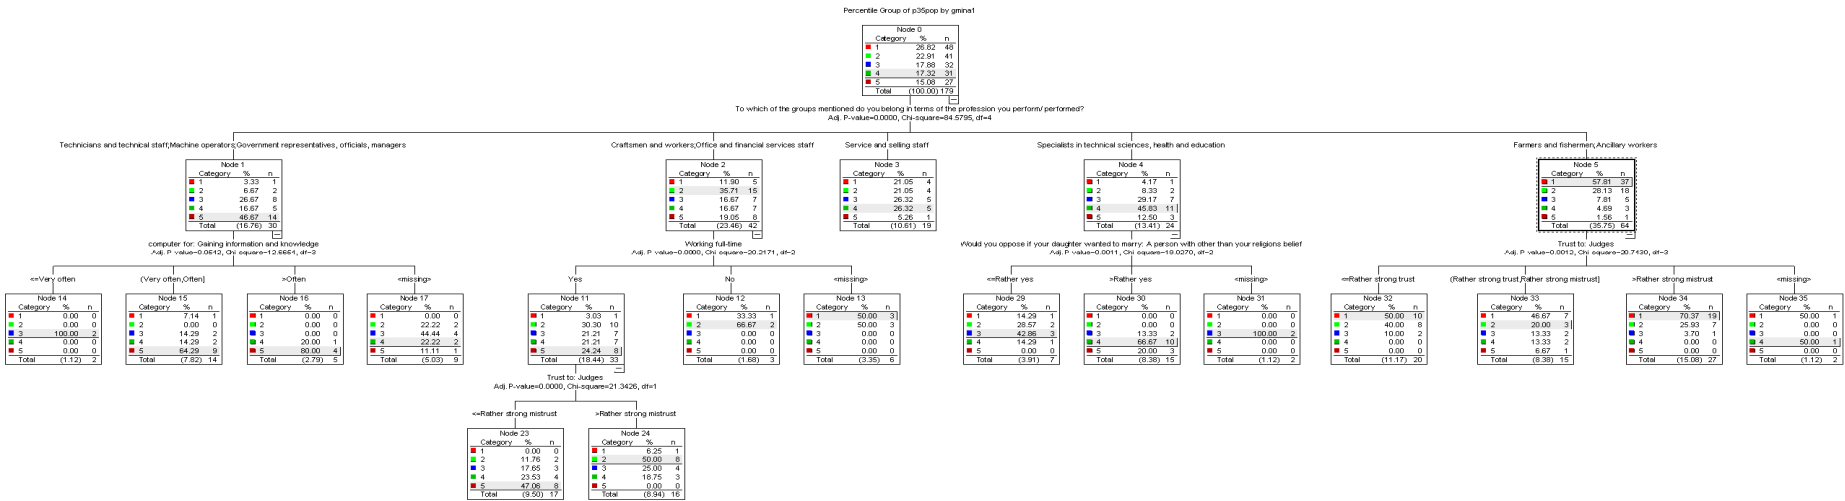 Percentile Group of p35pop by gmina1
Node 0
Category % n
1 26.82 48
2 22.91 41
3 17.88 32
4 17.32 31
5 15.08 27
Total (100.00) 179
To which of the groups mentioned do you belong in terms of the profession you perform/ performed?
Adj. P-value=0.0000, Chi-square=84.5795, df=4
Technicians and technical staff;Machine operators;Government representatives, officials, managers
Node 1
Category % n
1 3.33 1
2 6.67 2
3 26.67 8
4 16.67 5
5 46.67 14
Total (16.76) 30
Craftsmen and workers;Office and financial services staff
Node 2
Category % n
1 11.90 5
2 35.71 15
3 16.67 7
4 16.67 7
5 19.05 8
Total (23.46) 42
Service and selling staff
Node 3
Category % n
1 21.05 4
2 21.05 4
3 26.32 5
4 26.32 5
5 5.26 1
Total (10.61) 19
Specialists in technical sciences, health and education
Node 4
Category % n
1 4.17 1
2 8.33 2
3 29.17 7
4 45.83 11
5 12.50 3
Total (13.41) 24
Farmers and fishermen;Ancillary workers
Node 5
Category % n
1 57.81 37
2 28.13 18
3 7.81 5
4 4.69 3
5 1.56 1
Total (35.75) 64
computer for: Gaining information and knowledge
Adj. P-value=0.0542, Chi-square=12.5654, df=3
<=Very often
Node 14
Category % n
1 0.00 0
2 0.00 0
3 100.00 2
4 0.00 0
5 0.00 0
Total (1.12) 2
(Very often,Often]
Node 15
Category % n
1 7.14 1
2 0.00 0
3 14.29 2
4 14.29 2
5 64.29 9
Total (7.82) 14
>Often
Node 16
Category % n
1 0.00 0
2 0.00 0
3 0.00 0
4 20.00 1
5 80.00 4
Total (2.79) 5
<missing>
Node 17
Category % n
1 0.00 0
2 22.22 2
3 44.44 4
4 22.22 2
5 11.11 1
Total (5.03) 9
Working full-time
Adj. P-value=0.0000, Chi-square=20.2171, df=2
Yes
Node 11
Category % n
1 3.03 1
2 30.30 10
3 21.21 7
4 21.21 7
5 24.24 8
Total (18.44) 33
No
Node 12
Category % n
1 33.33 1
2 66.67 2
3 0.00 0
4 0.00 0
5 0.00 0
Total (1.68) 3
<missing>
Node 13
Category % n
1 50.00 3
2 50.00 3
3 0.00 0
4 0.00 0
5 0.00 0
Total (3.35) 6
Would you oppose if your daughter wanted to marry: A person with other than your religions belief
Adj. P-value=0.0011, Chi-square=19.0270, df=2
<=Rather yes
Node 29
Category % n
1 14.29 1
2 28.57 2
3 42.86 3
4 14.29 1
5 0.00 0
Total (3.91) 7
>Rather yes
Node 30
Category % n
1 0.00 0
2 0.00 0
3 13.33 2
4 66.67 10
5 20.00 3
Total (8.38) 15
<missing>
Node 31
Category % n
1 0.00 0
2 0.00 0
3 100.00 2
4 0.00 0
5 0.00 0
Total (1.12) 2
Trust to: Judges
Adj. P-value=0.0012, Chi-square=20.7430, df=3
<=Rather strong trust
Node 32
Category % n
1 50.00 10
2 40.00 8
3 10.00 2
4 0.00 0
5 0.00 0
Total (11.17) 20
(Rather strong trust,Rather strong mistrust]
Node 33
Category % n
1 46.67 7
2 20.00 3
3 13.33 2
4 13.33 2
5 6.67 1
Total (8.38) 15
>Rather strong mistrust
Node 34
Category % n
1 70.37 19
2 25.93 7
3 3.70 1
4 0.00 0
5 0.00 0
Total (15.08) 27
<missing>
Node 35
Category % n
1 50.00 1
2 0.00 0
3 0.00 0
4 50.00 1
5 0.00 0
Total (1.12) 2
Trust to: Judges
Adj. P-value=0.0000, Chi-square=21.3426, df=1
<=Rather strong mistrust
Node 23
Category % n
1 0.00 0
2 11.76 2
3 17.65 3
4 23.53 4
5 47.06 8
Total (9.50) 17
>Rather strong mistrust
Node 24
Category % n
1 6.25 1
2 50.00 8
3 25.00 4
4 18.75 3
5 0.00 0
Total (8.94) 16